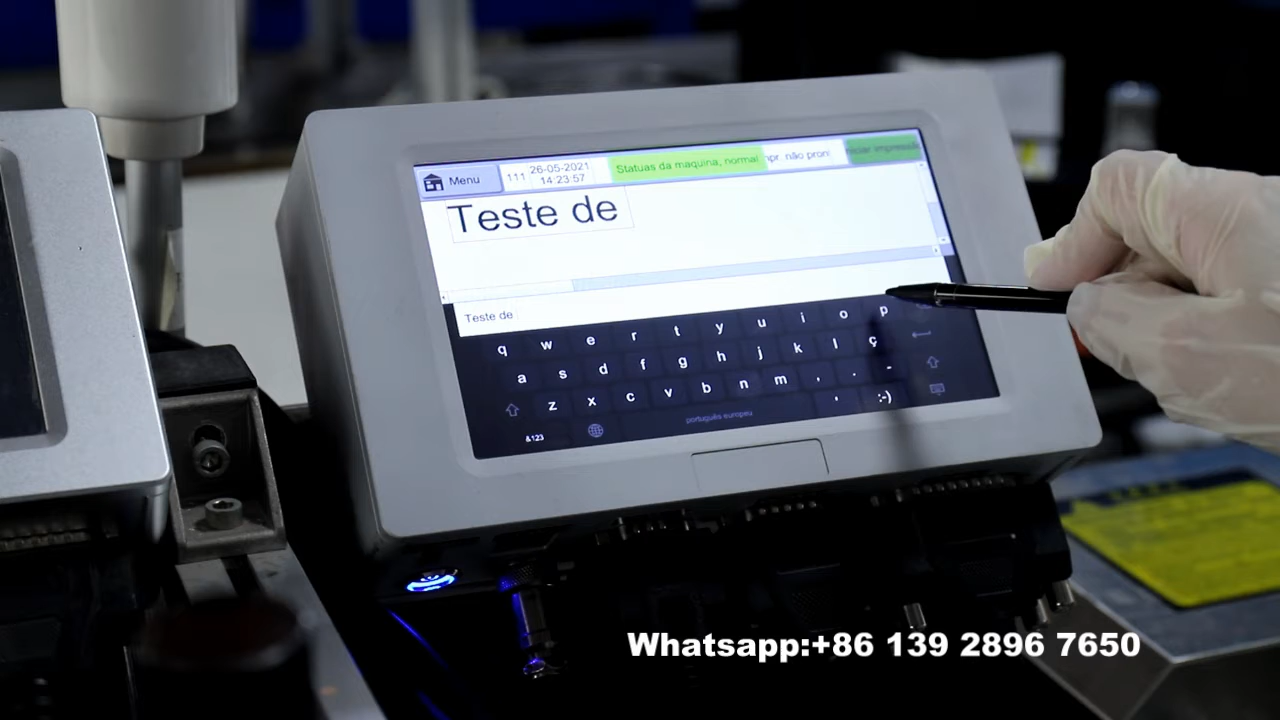 Menu
111
26-05-2021
14:23:57
Statuas da maquina, normal
não
Teste de
Teste de
q w e r t y u i o p
a s d f g h j k l ç
z x c v b n m , . -
&123
português europeu
' :-)
Whatsapp:+86 139 2896 7650